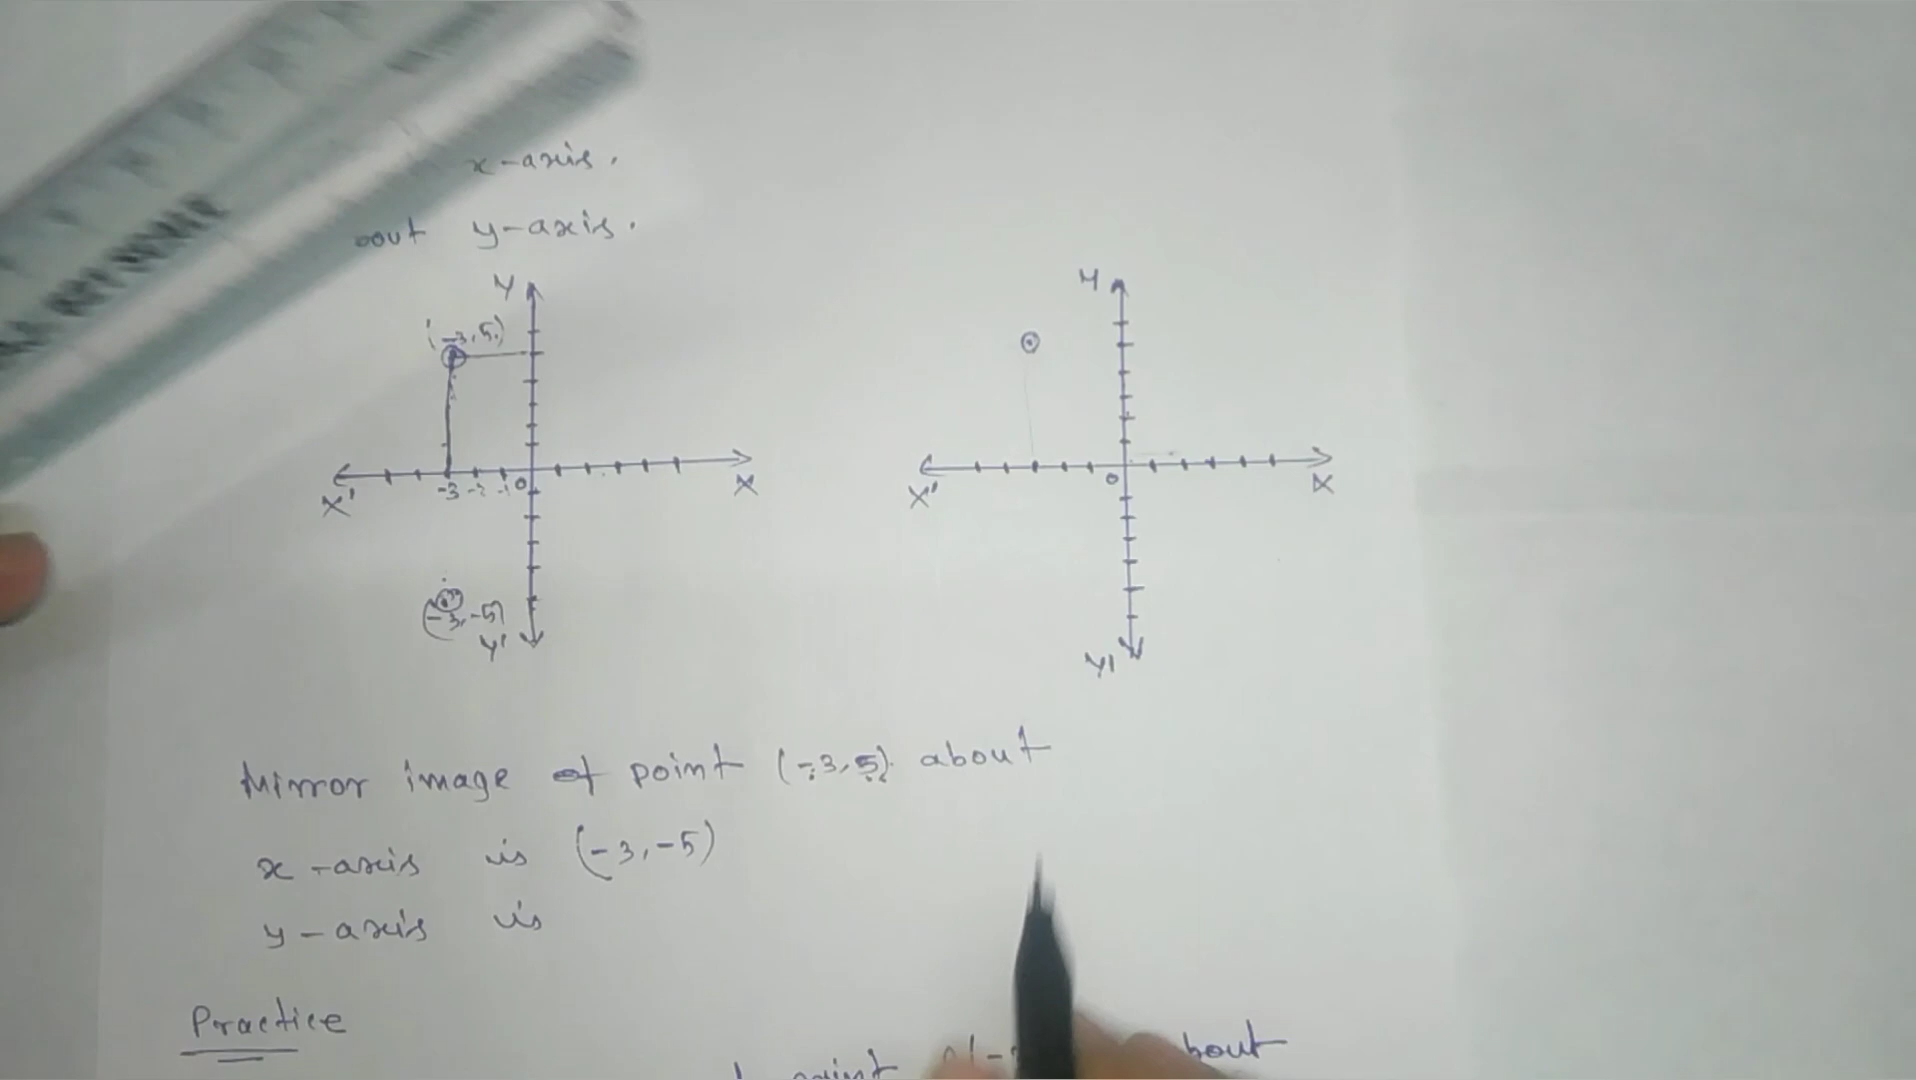 x-axis.
y-axis.
Y
(-3,5)
X' -3 -2 -1 0 X
(-3,-5)
Y'
Y
X' 0 X
Y'
Mirror image of point (-3,5) about
x-axis is (-3,-5)
y-axis is
Practice
point